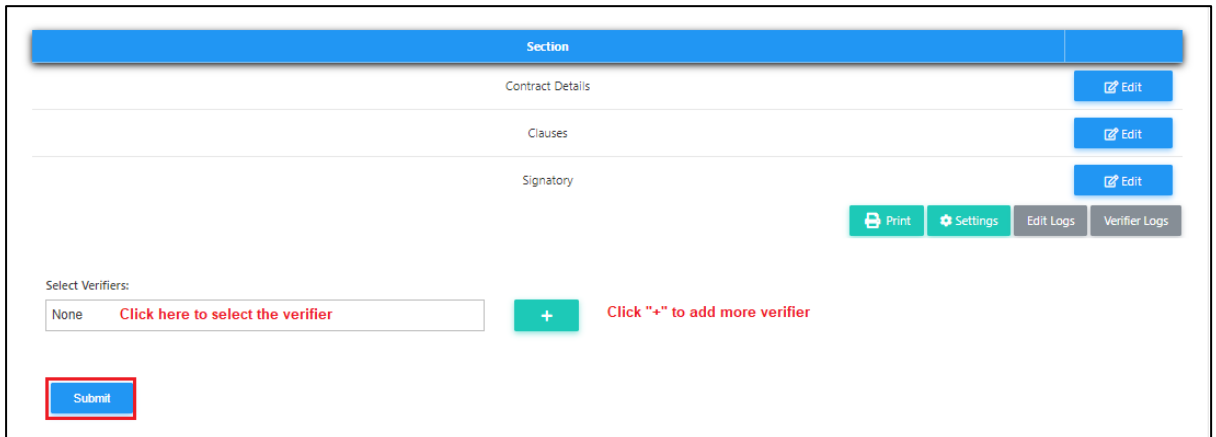 Section
Contract Details Edit
Clauses Edit
Signatory Edit
Print Settings Edit Logs Verifier Logs
Select Verifiers:
None Click here to select the verifier + Click "+" to add more verifier
Submit